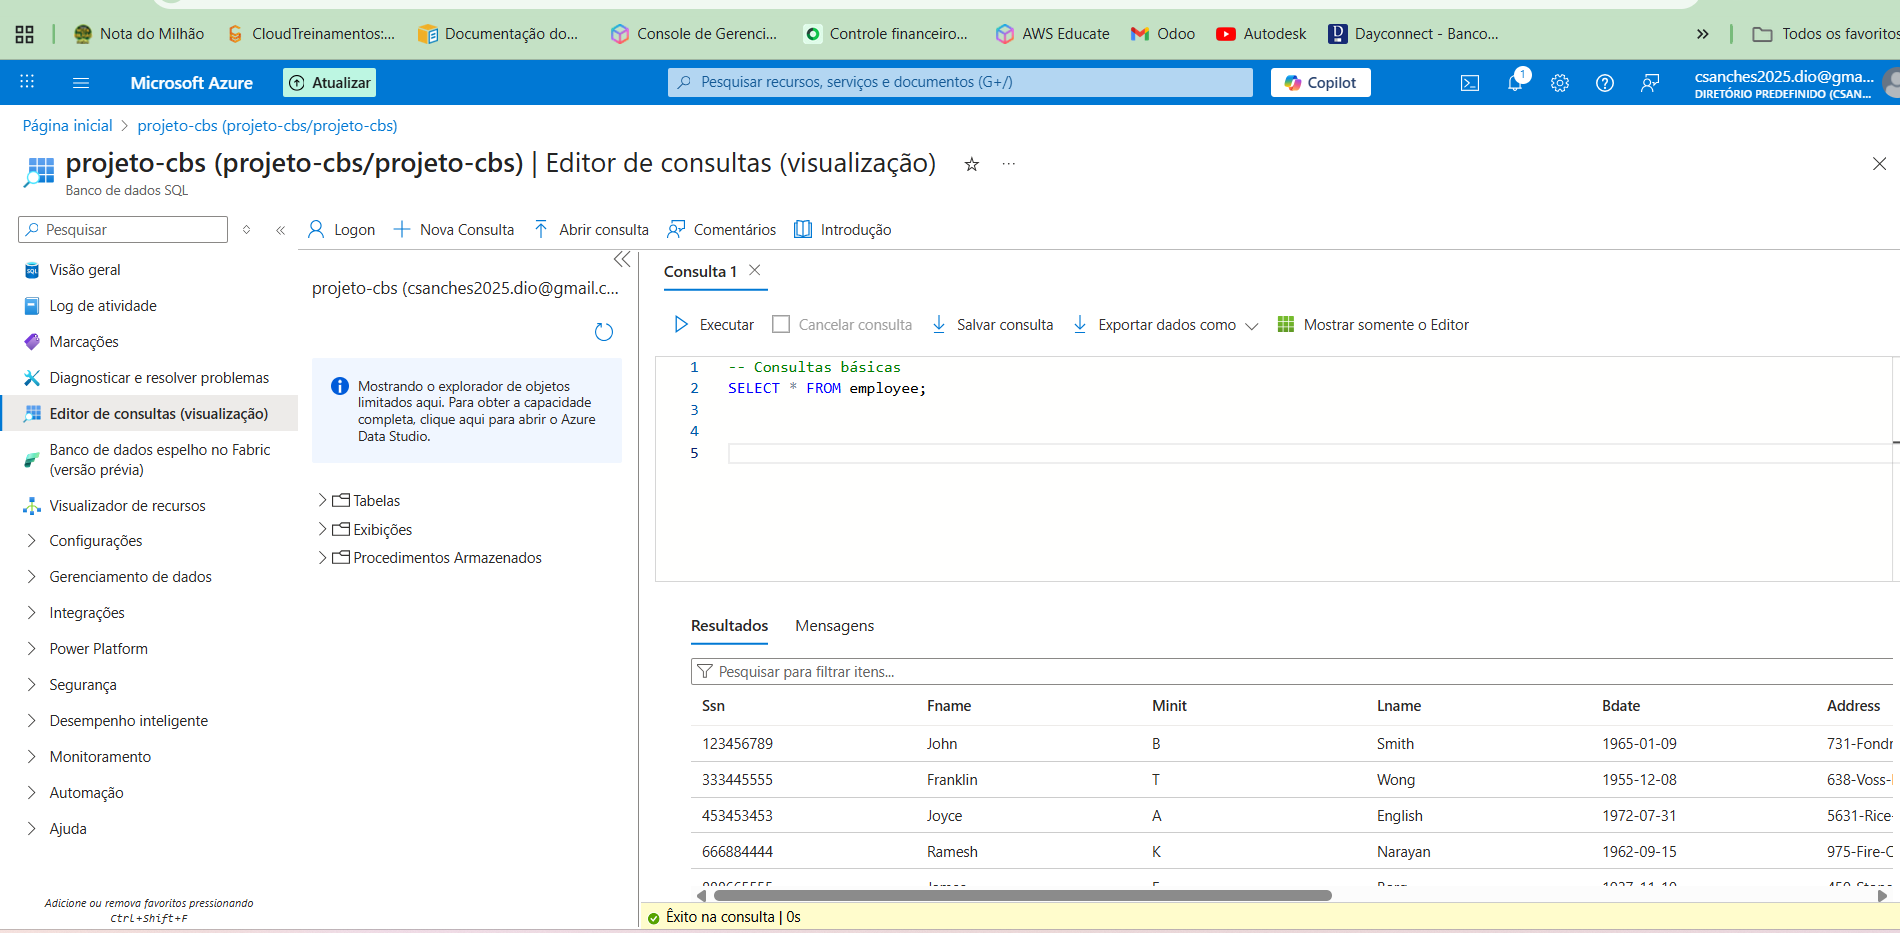 Nota do Milhão
CloudTreinamentos:...
Documentação do...
Console de Gerenci...
Controle financeiro...
AWS Educate
Odoo
Autodesk
Dayconnect - Banco...
Todos os favoritos
Microsoft Azure
Atualizar
Pesquisar recursos, serviços e documentos (G+/)
Copilot
1
csanches2025.dio@gma...
DIRETÓRIO PREDEFINIDO (CSAN...
Página inicial > projeto-cbs (projeto-cbs/projeto-cbs)
projeto-cbs (projeto-cbs/projeto-cbs) | Editor de consultas (visualização)
Banco de dados SQL
Pesquisar
Logon
Nova Consulta
Abrir consulta
Comentários
Introdução
Visão geral
Log de atividade
Marcações
Diagnosticar e resolver problemas
Editor de consultas (visualização)
Banco de dados espelho no Fabric
(versão prévia)
Visualizador de recursos
Configurações
Gerenciamento de dados
Integrações
Power Platform
Segurança
Desempenho inteligente
Monitoramento
Automação
Ajuda
Adicione ou remova favoritos pressionando
Ctrl+Shift+F
projeto-cbs (csanches2025.dio@gmail.c...
Mostrando o explorador de objetos
limitados aqui. Para obter a capacidade
completa, clique aqui para abrir o Azure
Data Studio.
Tabelas
Exibições
Procedimentos Armazenados
Consulta 1
Executar
Cancelar consulta
Salvar consulta
Exportar dados como
Mostrar somente o Editor
1 -- Consultas básicas
2 SELECT * FROM employee;
3
4
5
Resultados
Mensagens
Pesquisar para filtrar itens...
Ssn Fname Minit Lname Bdate Address
123456789 John B Smith 1965-01-09 731-Fondr
333445555 Franklin T Wong 1955-12-08 638-Voss-
453453453 Joyce A English 1972-07-31 5631-Rice-
666884444 Ramesh K Narayan 1962-09-15 975-Fire-O
Êxito na consulta | 0s